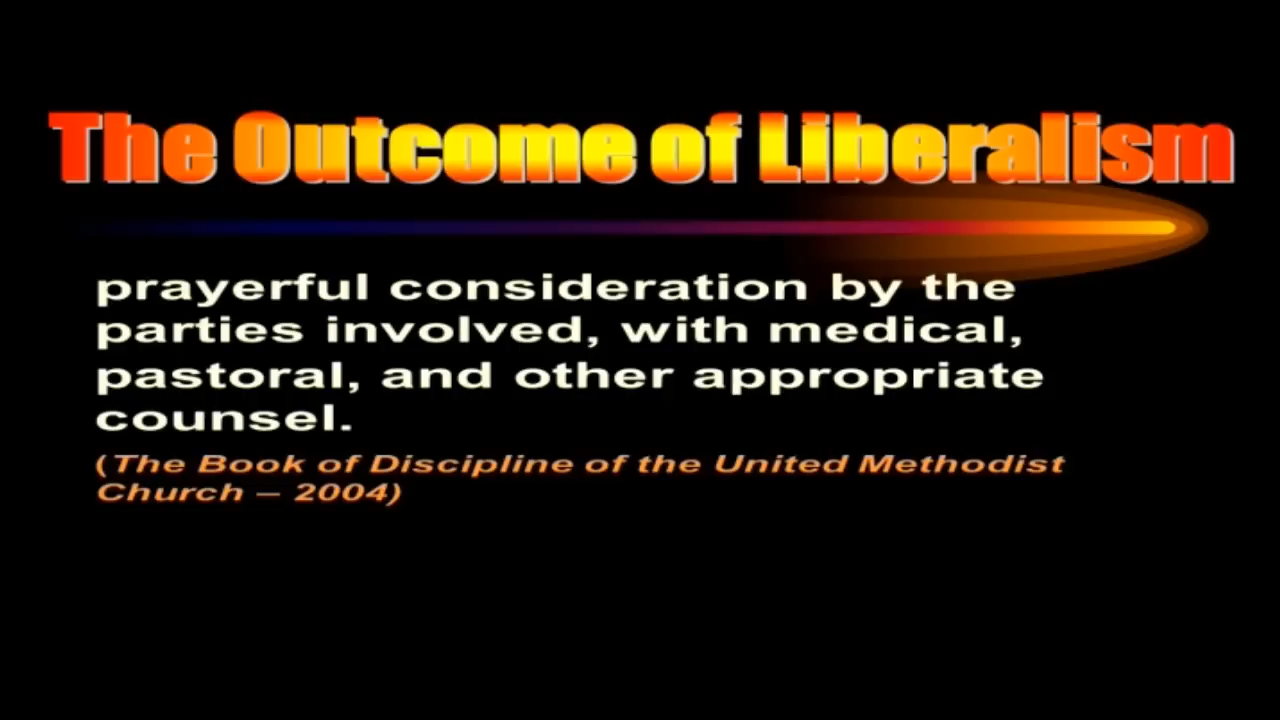 The Outcome of Liberalism
prayerful consideration by the
parties involved, with medical,
pastoral, and other appropriate
counsel.
(The Book of Discipline of the United Methodist
Church – 2004)